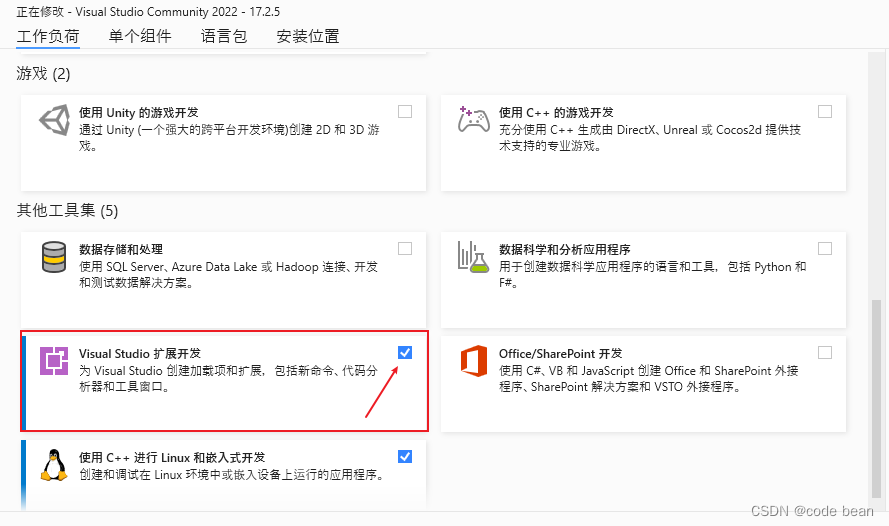 正在修改 - Visual Studio Community 2022 - 17.2.5
工作负荷 单个组件 语言包 安装位置
游戏 (2)
使用 Unity 的游戏开发
通过 Unity (一个强大的跨平台开发环境)创建 2D 和 3D 游
戏。
使用 C++ 的游戏开发
充分使用 C++ 生成由 DirectX、Unreal 或 Cocos2d 提供技
术支持的专业游戏。
其他工具集 (5)
数据存储和处理
使用 SQL Server、Azure Data Lake 或 Hadoop 连接、开发
和测试数据解决方案。
数据科学和分析应用程序
用于创建数据科学应用程序的语言和工具，包括 Python 和
F#。
Visual Studio 扩展开发
为 Visual Studio 创建加载项和扩展，包括新命令、代码分
析器和工具窗口。
Office/SharePoint 开发
使用 C#、VB 和 JavaScript 创建 Office 和 SharePoint 外接
程序、SharePoint 解决方案和 VSTO 外接程序。
使用 C++ 进行 Linux 和嵌入式开发
创建和调试在 Linux 环境中或嵌入设备上运行的应用程序。
CSDN @code bean